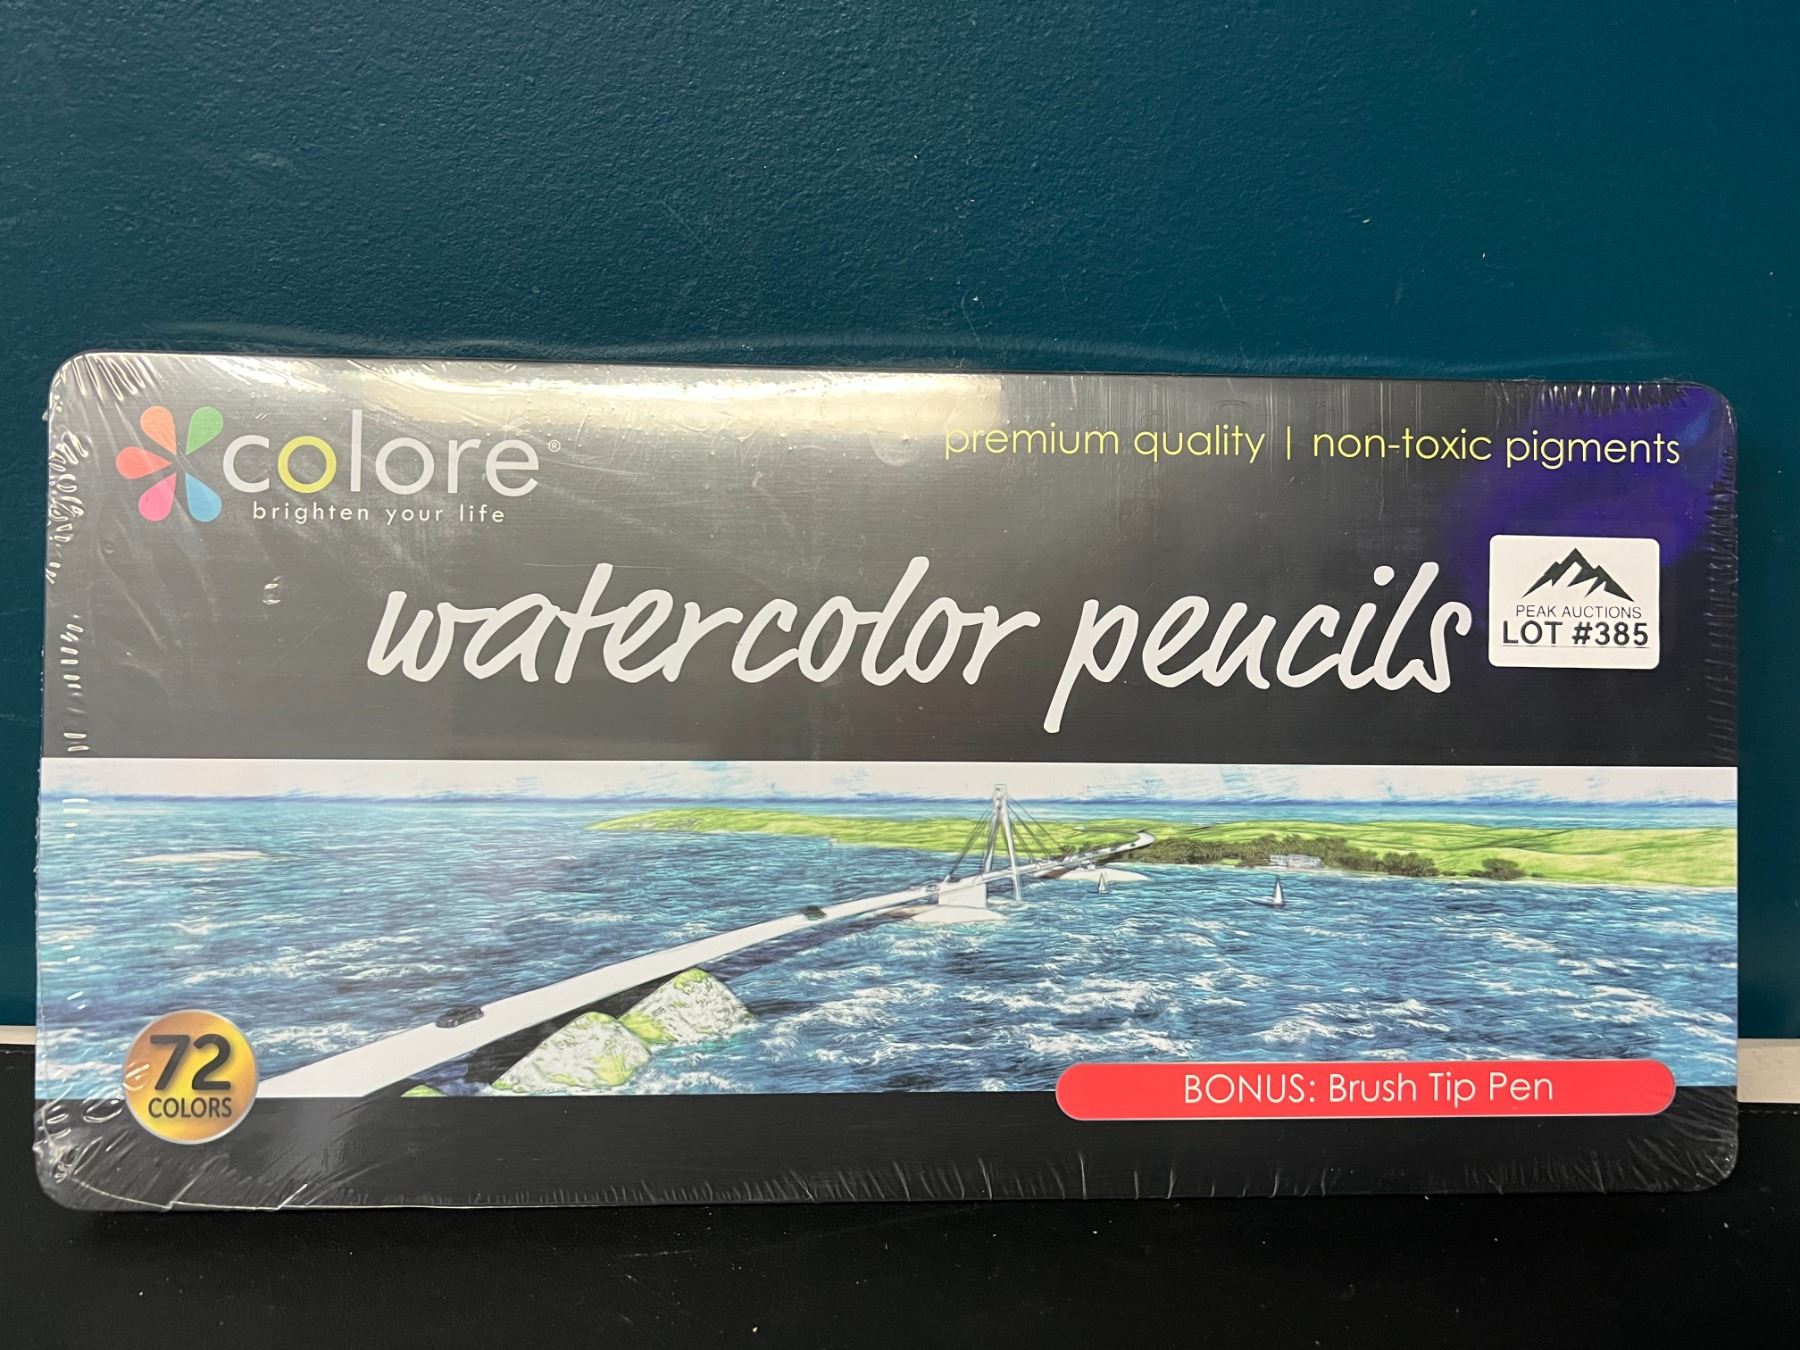 colore®
brighten your life
premium quality | non-toxic pigments
watercolor pencils
PEAK AUCTIONS
LOT #385
72
COLORS
BONUS: Brush Tip Pen